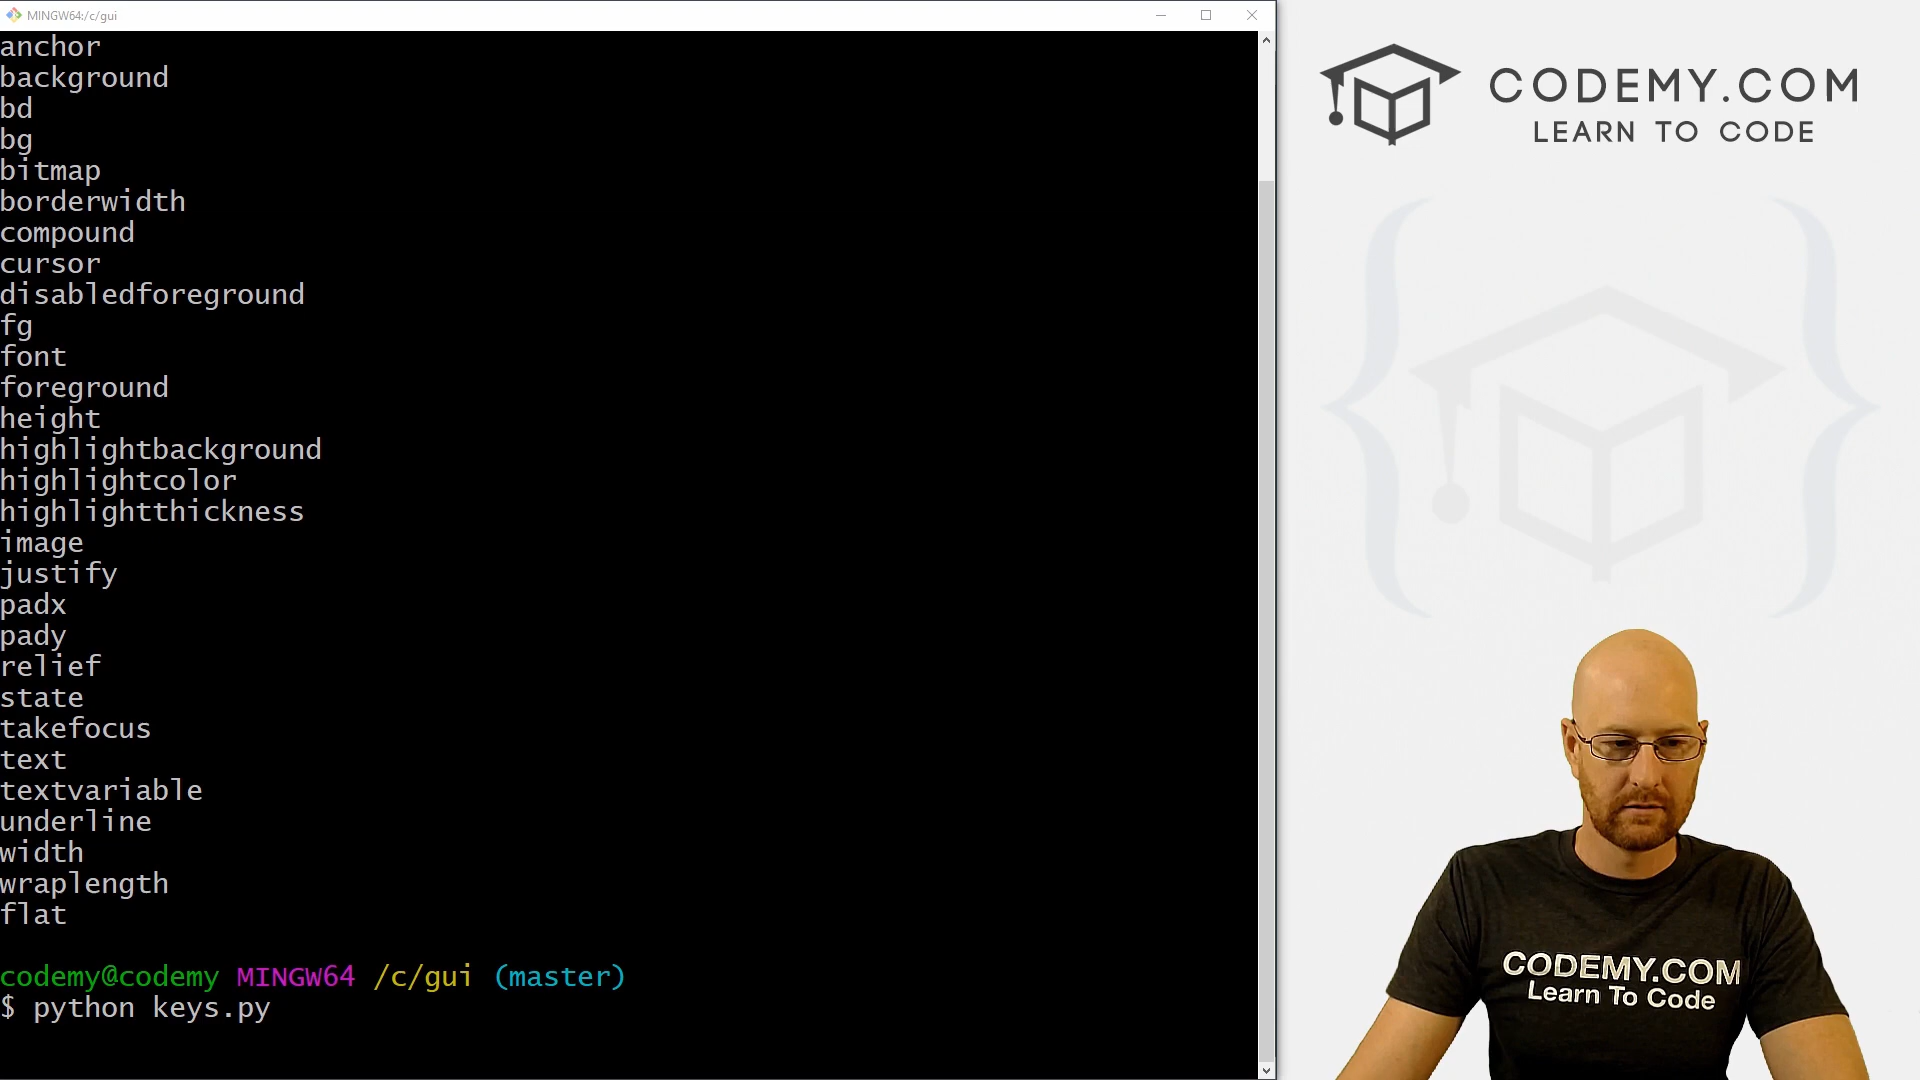 MINGW64:/c/gui
anchor
background
bd
bg
bitmap
borderwidth
compound
cursor
disabledforeground
fg
font
foreground
height
highlightbackground
highlightcolor
highlightthickness
image
justify
padx
pady
relief
state
takefocus
text
textvariable
underline
width
wraplength
flat
codemy@codemy MINGW64 /c/gui (master)
$ python keys.py
CODEMY.COM
LEARN TO CODE
CODEMY.COM
Learn To Code